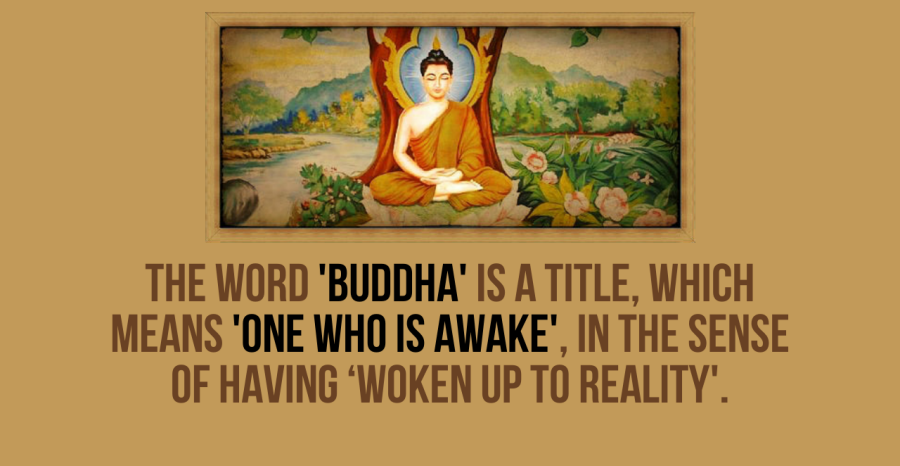 THE WORD 'BUDDHA' IS A TITLE, WHICH
MEANS 'ONE WHO IS AWAKE', IN THE SENSE
OF HAVING ‘WOKEN UP TO REALITY'.